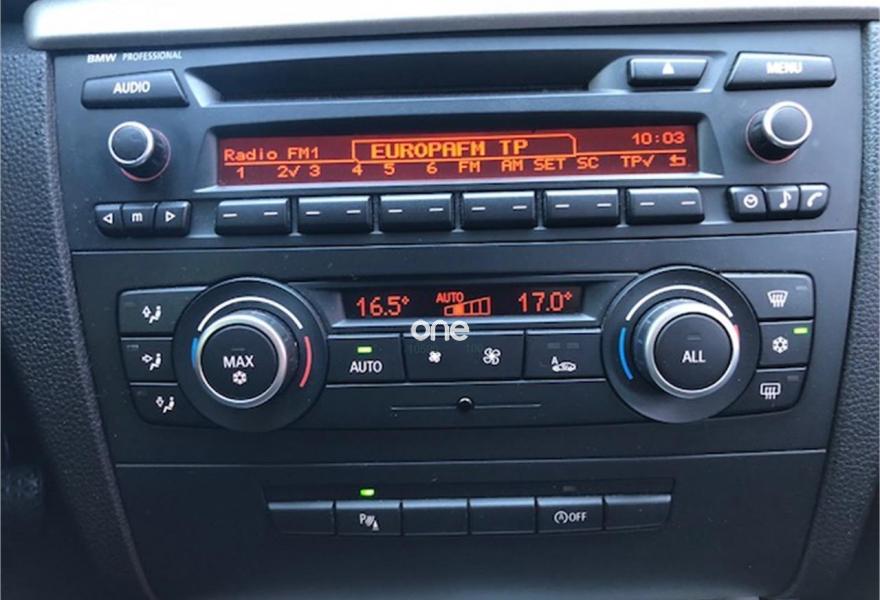 BMW PROFESSIONAL
AUDIO
MENU
Radio FM1 EUROPAFM TP 10:03
1 2✓ 3 4 5 6 FM AM SET SC TP✓
m
16.5° AUTO 17.0°
one
MAX AUTO A ALL
P A OFF